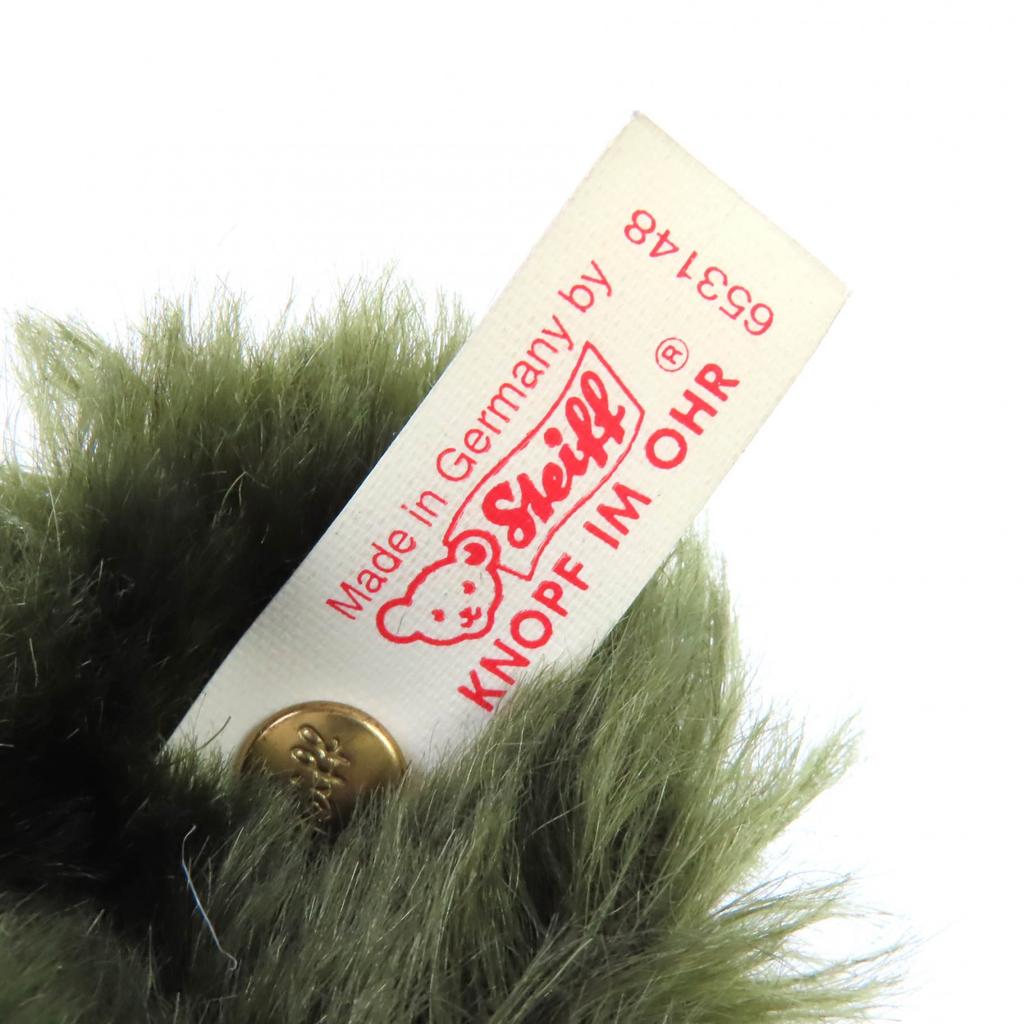 Made in Germany by
Steiff
®
KNOPF IM OHR
653148